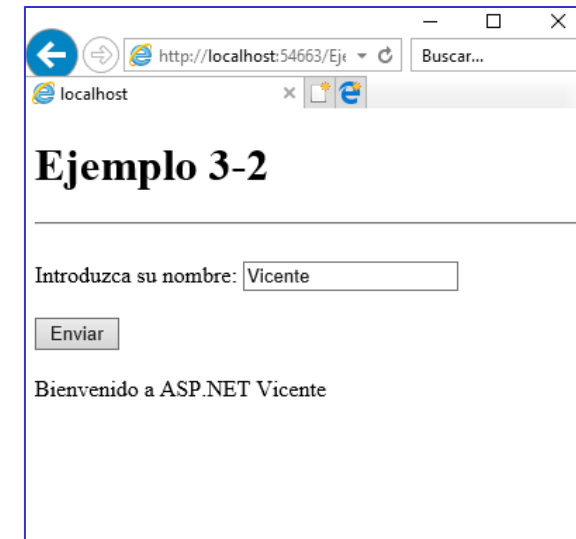 http://localhost:54663/Eje
Buscar...
localhost
Ejemplo 3-2
Introduzca su nombre: Vicente
Enviar
Bienvenido a ASP.NET Vicente